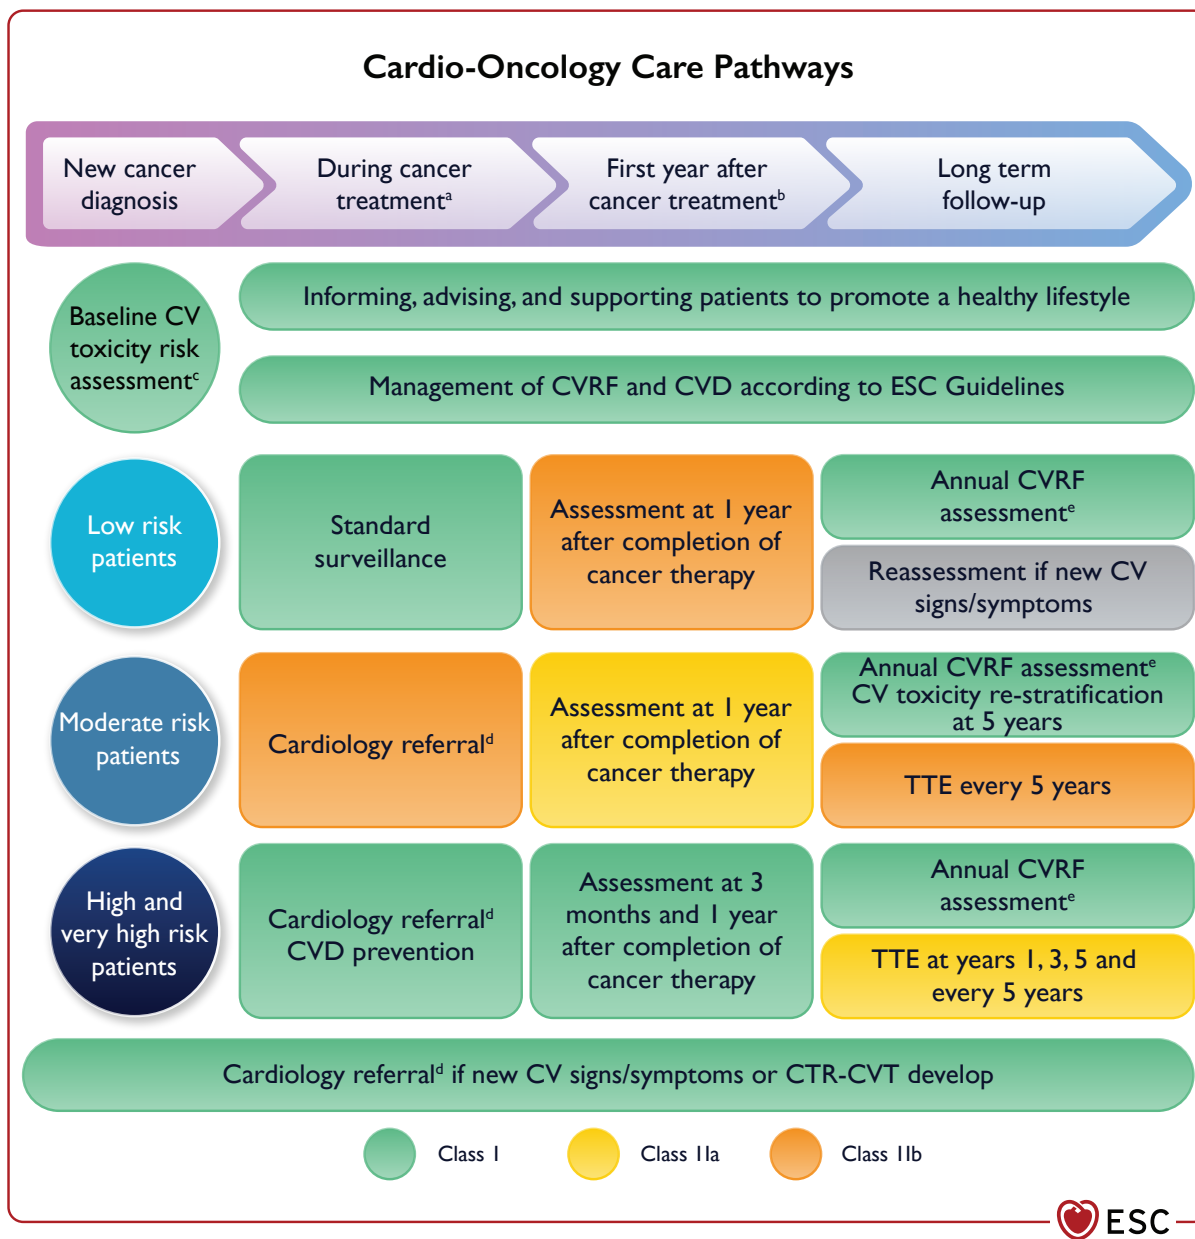 Cardio-Oncology Care Pathways
New cancer
diagnosis
During cancer
treatmentᵃ
First year after
cancer treatmentᵇ
Long term
follow-up
Baseline CV
toxicity risk
assessmentᶜ
Informing, advising, and supporting patients to promote a healthy lifestyle
Management of CVRF and CVD according to ESC Guidelines
Low risk
patients
Standard
surveillance
Assessment at 1 year
after completion of
cancer therapy
Annual CVRF
assessmentᵉ
Reassessment if new CV
signs/symptoms
Moderate risk
patients
Cardiology referralᵈ
Assessment at 1 year
after completion of
cancer therapy
Annual CVRF assessmentᵉ
CV toxicity re-stratification
at 5 years
TTE every 5 years
High and
very high risk
patients
Cardiology referralᵈ
CVD prevention
Assessment at 3
months and 1 year
after completion of
cancer therapy
Annual CVRF
assessmentᵉ
TTE at years 1, 3, 5 and
every 5 years
Cardiology referralᵈ if new CV signs/symptoms or CTR-CVT develop
Class 1
Class 11a
Class 11b
ESC